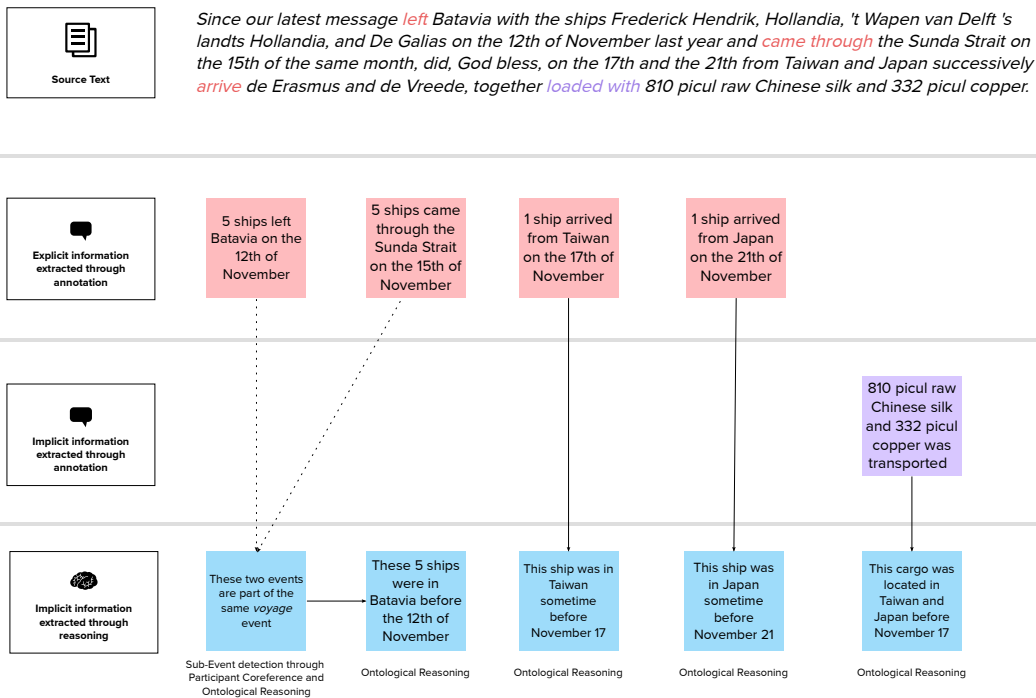 Source Text
Since our latest message left Batavia with the ships Frederick Hendrik, Hollandia, 't Wapen van Delft 's
landts Hollandia, and De Galias on the 12th of November last year and came through the Sunda Strait on
the 15th of the same month, did, God bless, on the 17th and the 21th from Taiwan and Japan successively
arrive de Erasmus and de Vreede, together loaded with 810 picul raw Chinese silk and 332 picul copper.
Explicit information
extracted through
annotation
5 ships left
Batavia on the
12th of
November
5 ships came
through the
Sunda Strait
on the 15th of
November
1 ship arrived
from Taiwan
on the 17th of
November
1 ship arrived
from Japan
on the 21th of
November
Implicit information
extracted through
annotation
810 picul raw
Chinese silk
and 332 picul
copper was
transported
Implicit information
extracted through
reasoning
These two events
are part of the
same voyage
event
Sub-Event detection through
Participant Coreference and
Ontological Reasoning
These 5 ships
were in
Batavia before
the 12th of
November
Ontological Reasoning
This ship was in
Taiwan
sometime
before
November 17
Ontological Reasoning
This ship was
in Japan
sometime
before
November 21
Ontological Reasoning
This cargo was
located in
Taiwan and
Japan before
November 17
Ontological Reasoning